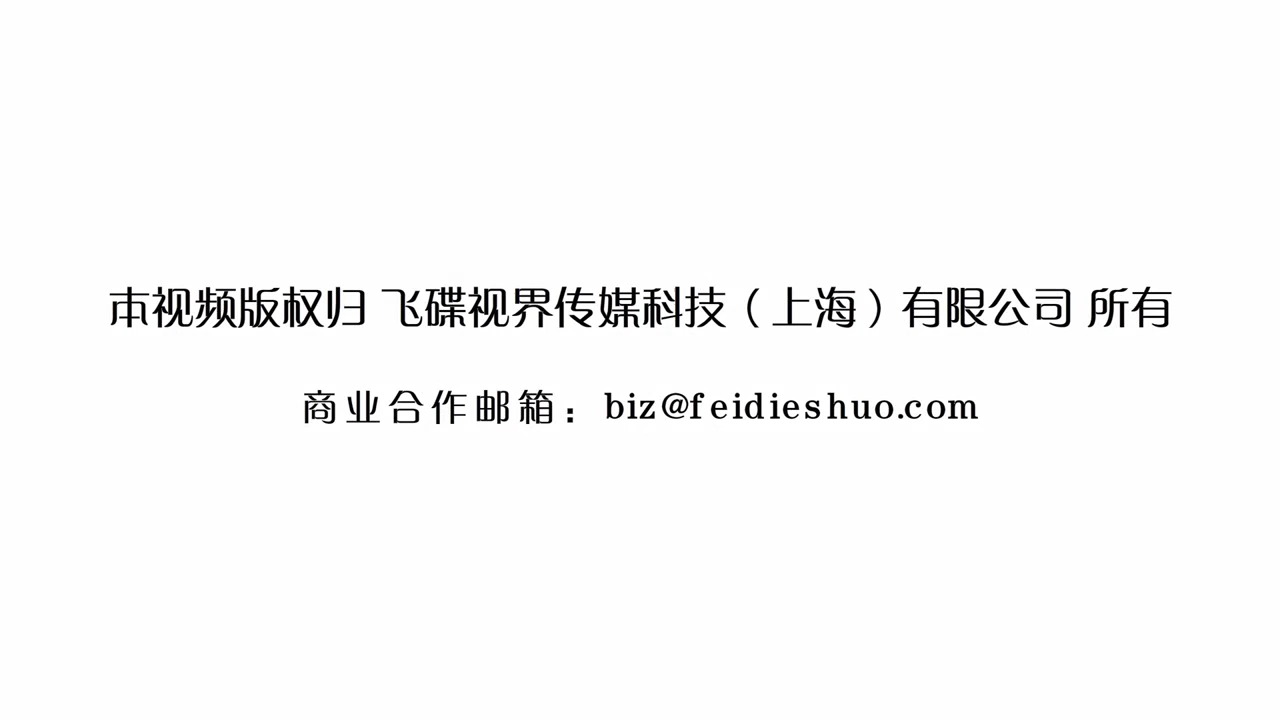 本视频版权归 飞碟视界传媒科技（上海）有限公司 所有
商业合作邮箱：biz@feidieshuo.com